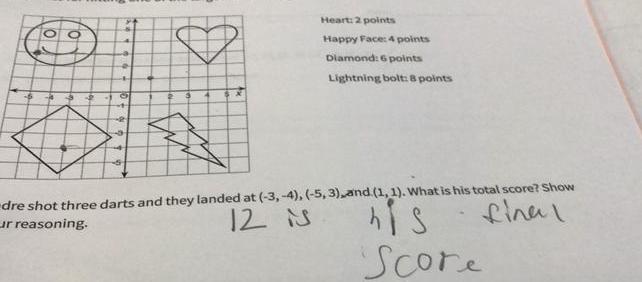 Heart: 2 points
Happy Face: 4 points
Diamond: 6 points
Lightning bolt: 8 points
y
5
4
3
2
1
-5 -4 -3 -2 -1 0 1 2 3 4 5 x
-1
-2
-3
-4
-5
dre shot three darts and they landed at (-3, -4), (-5, 3), and (1, 1). What is his total score? Show
ur reasoning.
12 is his final
score